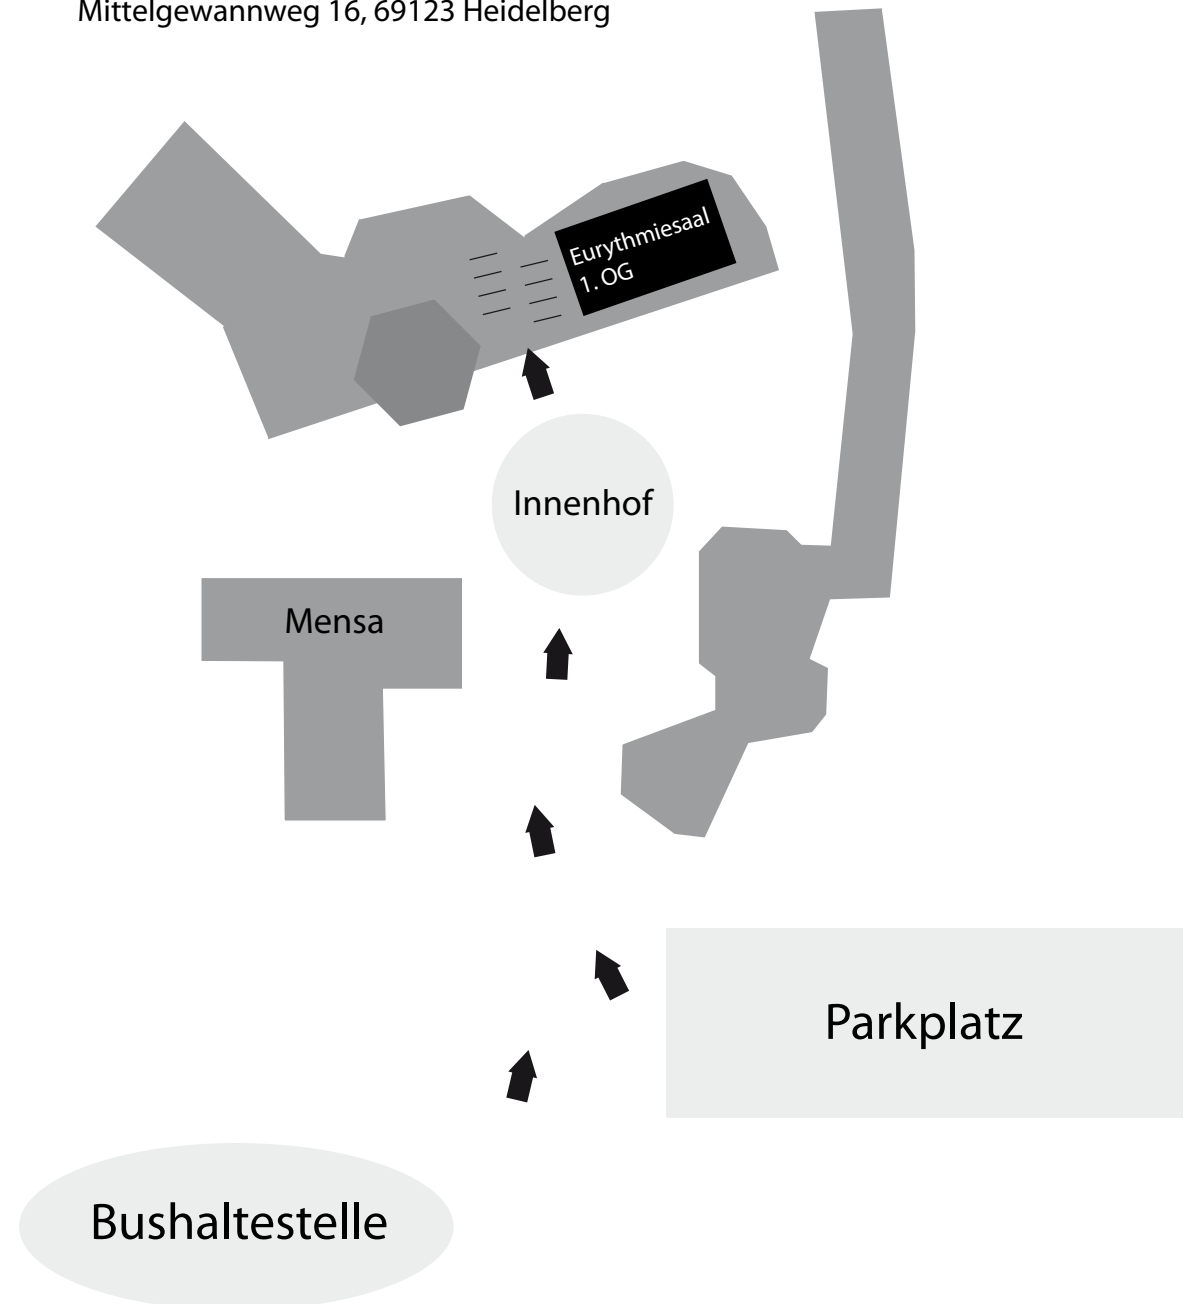 Mittelgewannweg 16, 69123 Heidelberg
Eurythmiesaal
1. OG
Innenhof
Mensa
Parkplatz
Bushaltestelle